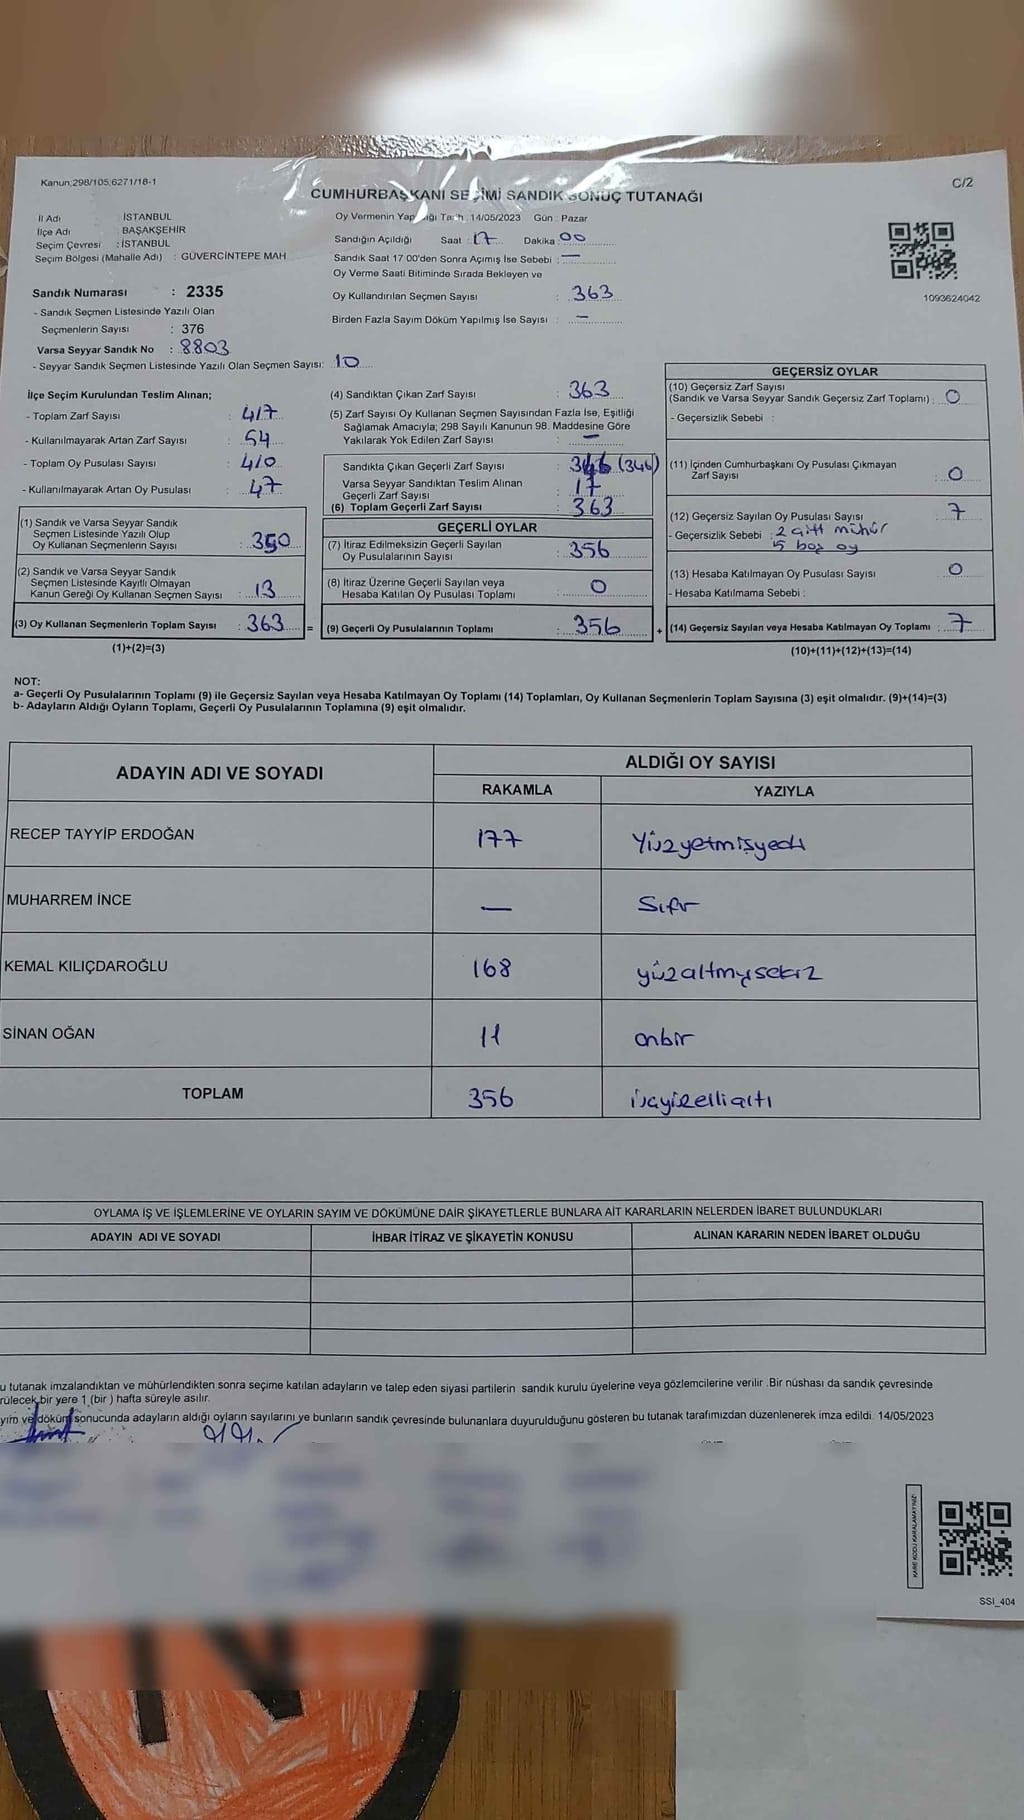 Kanun;298/105,6271/18-1
C/2
CUMHURBAŞKANI SEÇİMİ SANDIK SONUÇ TUTANAĞI
İl Adı : İSTANBUL
İlçe Adı : BAŞAKŞEHİR
Seçim Çevresi : İSTANBUL
Seçim Bölgesi (Mahalle Adı) : GÜVERCİNTEPE MAH
Sandık Numarası : 2335
- Sandık Seçmen Listesinde Yazılı Olan
Seçmenlerin Sayısı : 376
Varsa Seyyar Sandık No : 8803
- Seyyar Sandık Seçmen Listesinde Yazılı Olan Seçmen Sayısı: 10
Oy Vermenin Yapıldığı Tarih :14/05/2023 Gün : Pazar
Sandığın Açıldığı Saat : 17 Dakika : 00
Sandık Saat 17 00'den Sonra Açımış İse Sebebi : —
Oy Verme Saati Bitiminde Sırada Bekleyen ve
Oy Kullandırılan Seçmen Sayısı : 363
Birden Fazla Sayım Döküm Yapılmış İse Sayısı : —
1093624042
İlçe Seçim Kurulundan Teslim Alınan;
- Toplam Zarf Sayısı : 417
- Kullanılmayarak Artan Zarf Sayısı : 54
- Toplam Oy Pusulası Sayısı : 410
- Kullanılmayarak Artan Oy Pusulası : 47
(1) Sandık ve Varsa Seyyar Sandık
Seçmen Listesinde Yazılı Olup
Oy Kullanan Seçmenlerin Sayısı : 350
(2) Sandık ve Varsa Seyyar Sandık
Seçmen Listesinde Kayıtlı Olmayan
Kanun Gereği Oy Kullanan Seçmen Sayısı : 13
(3) Oy Kullanan Seçmenlerin Toplam Sayısı : 363 =
(1)+(2)=(3)
(4) Sandıktan Çıkan Zarf Sayısı : 363
(5) Zarf Sayısı Oy Kullanan Seçmen Sayısından Fazla İse, Eşitliği
Sağlamak Amacıyla; 298 Sayılı Kanunun 98. Maddesine Göre
Yakılarak Yok Edilen Zarf Sayısı : —
Sandıkta Çıkan Geçerli Zarf Sayısı : 346 (346)
Varsa Seyyar Sandıktan Teslim Alınan
Geçerli Zarf Sayısı : 17
(6) Toplam Geçerli Zarf Sayısı : 363
GEÇERLİ OYLAR
(7) İtiraz Edilmeksizin Geçerli Sayılan
Oy Pusulalarının Sayısı : 356
(8) İtiraz Üzerine Geçerli Sayılan veya
Hesaba Katılan Oy Pusulası Toplamı : 0
(9) Geçerli Oy Pusulalarının Toplamı : 356 +
GEÇERSİZ OYLAR
(10) Geçersiz Zarf Sayısı
(Sandık ve Varsa Seyyar Sandık Geçersiz Zarf Toplamı) : 0
- Geçersizlik Sebebi :
(11) İçinden Cumhurbaşkanı Oy Pusulası Çıkmayan
Zarf Sayısı : 0
(12) Geçersiz Sayılan Oy Pusulası Sayısı : 7
- Geçersizlik Sebebi : 2 çift mühür
5 boş oy
(13) Hesaba Katılmayan Oy Pusulası Sayısı : 0
- Hesaba Katılmama Sebebi :
(14) Geçersiz Sayılan veya Hesaba Katılmayan Oy Toplamı : 7
(10)+(11)+(12)+(13)=(14)
NOT:
a- Geçerli Oy Pusulalarının Toplamı (9) ile Geçersiz Sayılan veya Hesaba Katılmayan Oy Toplamı (14) Toplamları, Oy Kullanan Seçmenlerin Toplam Sayısına (3) eşit olmalıdır. (9)+(14)=(3)
b- Adayların Aldığı Oyların Toplamı, Geçerli Oy Pusulalarının Toplamına (9) eşit olmalıdır.
ADAYIN ADI VE SOYADI ALDIĞI OY SAYISI
RAKAMLA YAZIYLA
RECEP TAYYİP ERDOĞAN 177 Yüzyetmişyedi
MUHARREM İNCE — Sıfır
KEMAL KILIÇDAROĞLU 168 yüzaltmışsekiz
SİNAN OĞAN 11 onbir
TOPLAM 356 üçyüzelliatı
OYLAMA İŞ VE İŞLEMLERİNE VE OYLARIN SAYIM VE DÖKÜMÜNE DAİR ŞİKAYETLERLE BUNLARA AİT KARARLARIN NELERDEN İBARET BULUNDUKLARI
ADAYIN ADI VE SOYADI İHBAR İTİRAZ VE ŞİKAYETİN KONUSU ALINAN KARARIN NEDEN İBARET OLDUĞU
u tutanak imzalandıktan ve mühürlendikten sonra seçime katılan adayların ve talep eden siyasi partilerin sandık kurulu üyelerine veya gözlemcilerine verilir .Bir nüshası da sandık çevresinde
rülecek bir yere 1 (bir ) hafta süreyle asılır.
yım ve döküm sonucunda adayların aldığı oyların sayılarını ve bunların sandık çevresinde bulunanlara duyurulduğunu gösteren bu tutanak tarafımızdan düzenlenerek imza edildi. 14/05/2023
KARE KODU KARALAMAYINIZ!
SSI_404